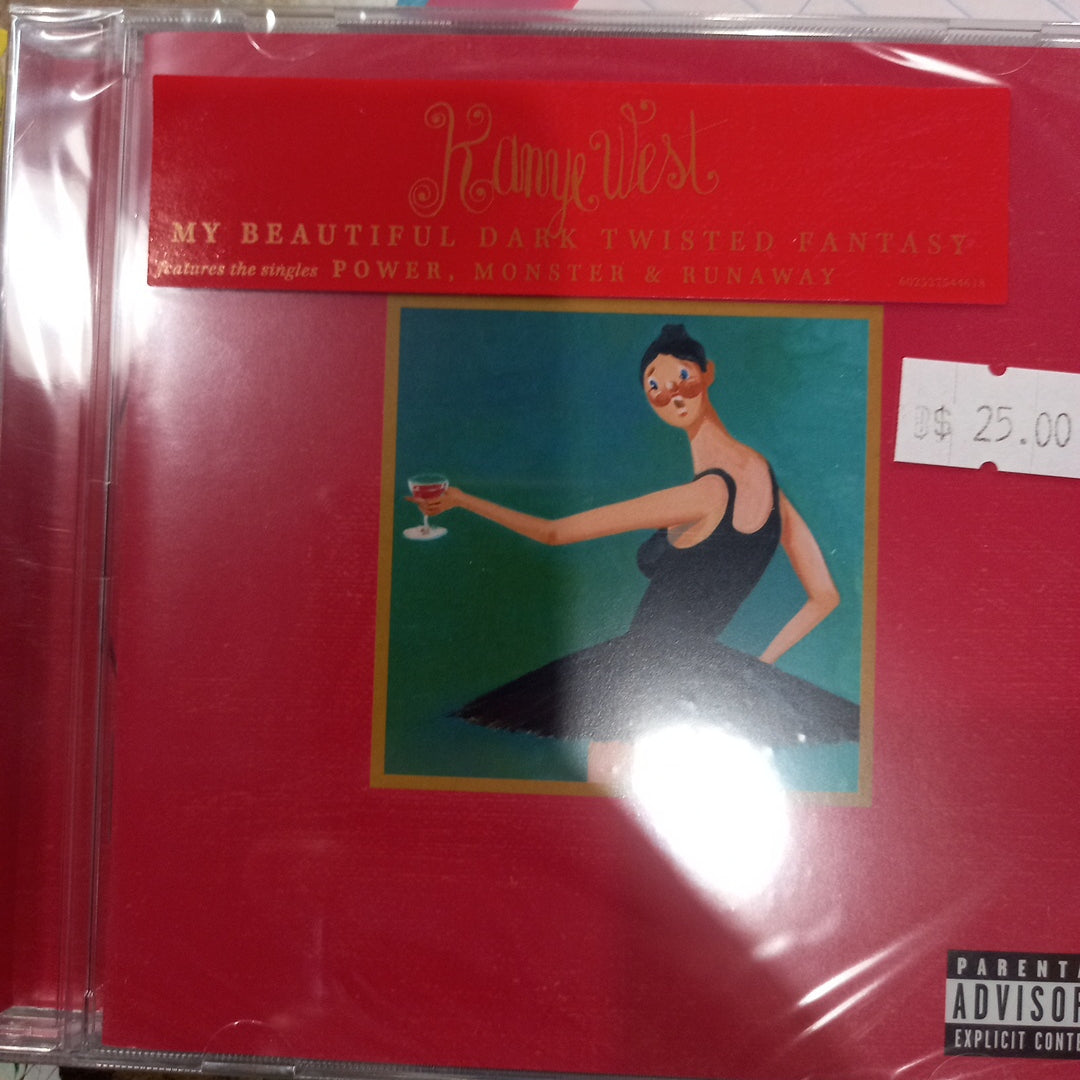 Kanye West
MY BEAUTIFUL DARK TWISTED FANTASY
features the singles POWER, MONSTER & RUNAWAY
602527544618
$ 25.00
PARENTA
ADVISOR
EXPLICIT CONTE